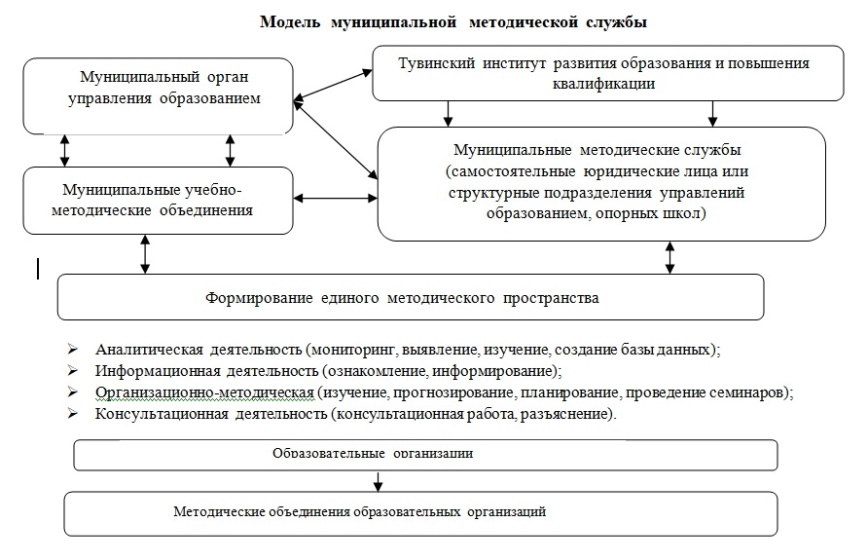 Модель муниципальной методической службы
Муниципальный орган
управления образованием
Тувинский институт развития образования и повышения
квалификации
Муниципальные методические службы
(самостоятельные юридические лица или
структурные подразделения управлений
образованием, опорных школ)
Муниципальные учебно-
методические объединения
Формирование единого методического пространства
➢ Аналитическая деятельность (мониторинг, выявление, изучение, создание базы данных);
➢ Информационная деятельность (ознакомление, информирование);
➢ Организационно-методическая (изучение, прогнозирование, планирование, проведение семинаров);
➢ Консультационная деятельность (консультационная работа, разъяснение).
Образовательные организации
Методические объединения образовательных организаций